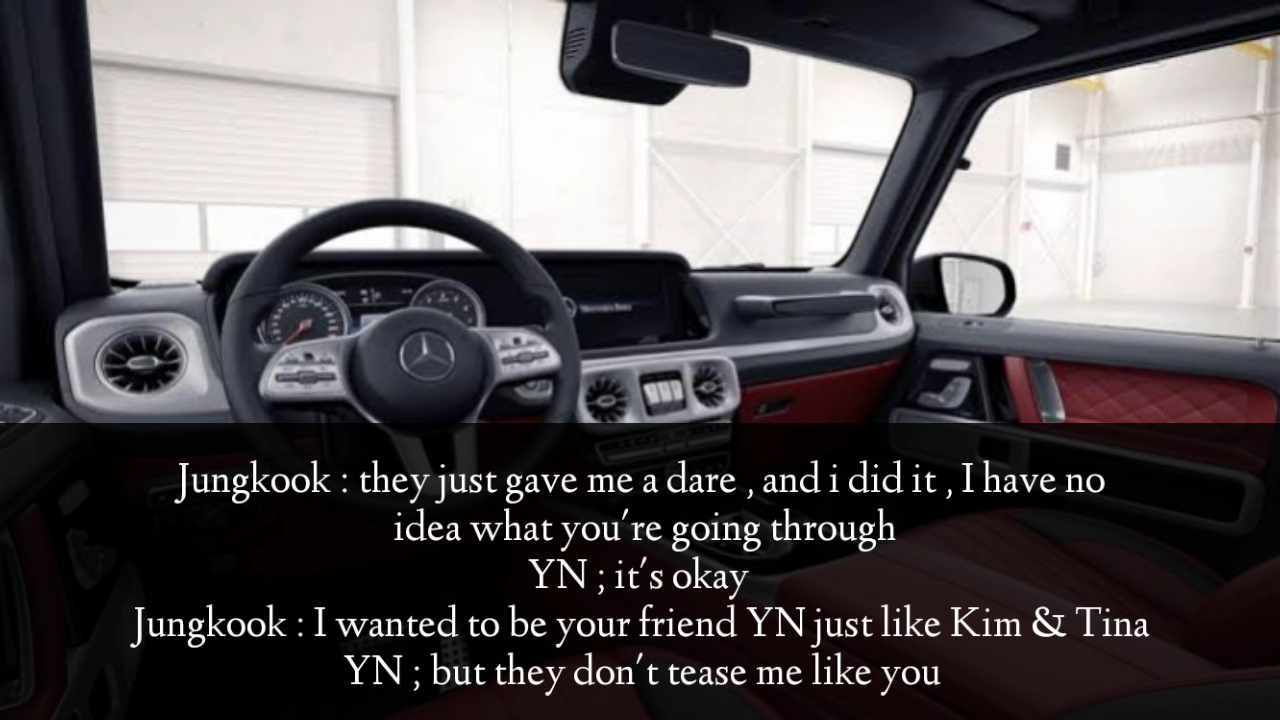 Jungkook : they just gave me a dare , and i did it , I have no
idea what you're going through
YN ; it's okay
Jungkook : I wanted to be your friend YN just like Kim & Tina
YN ; but they don't tease me like you